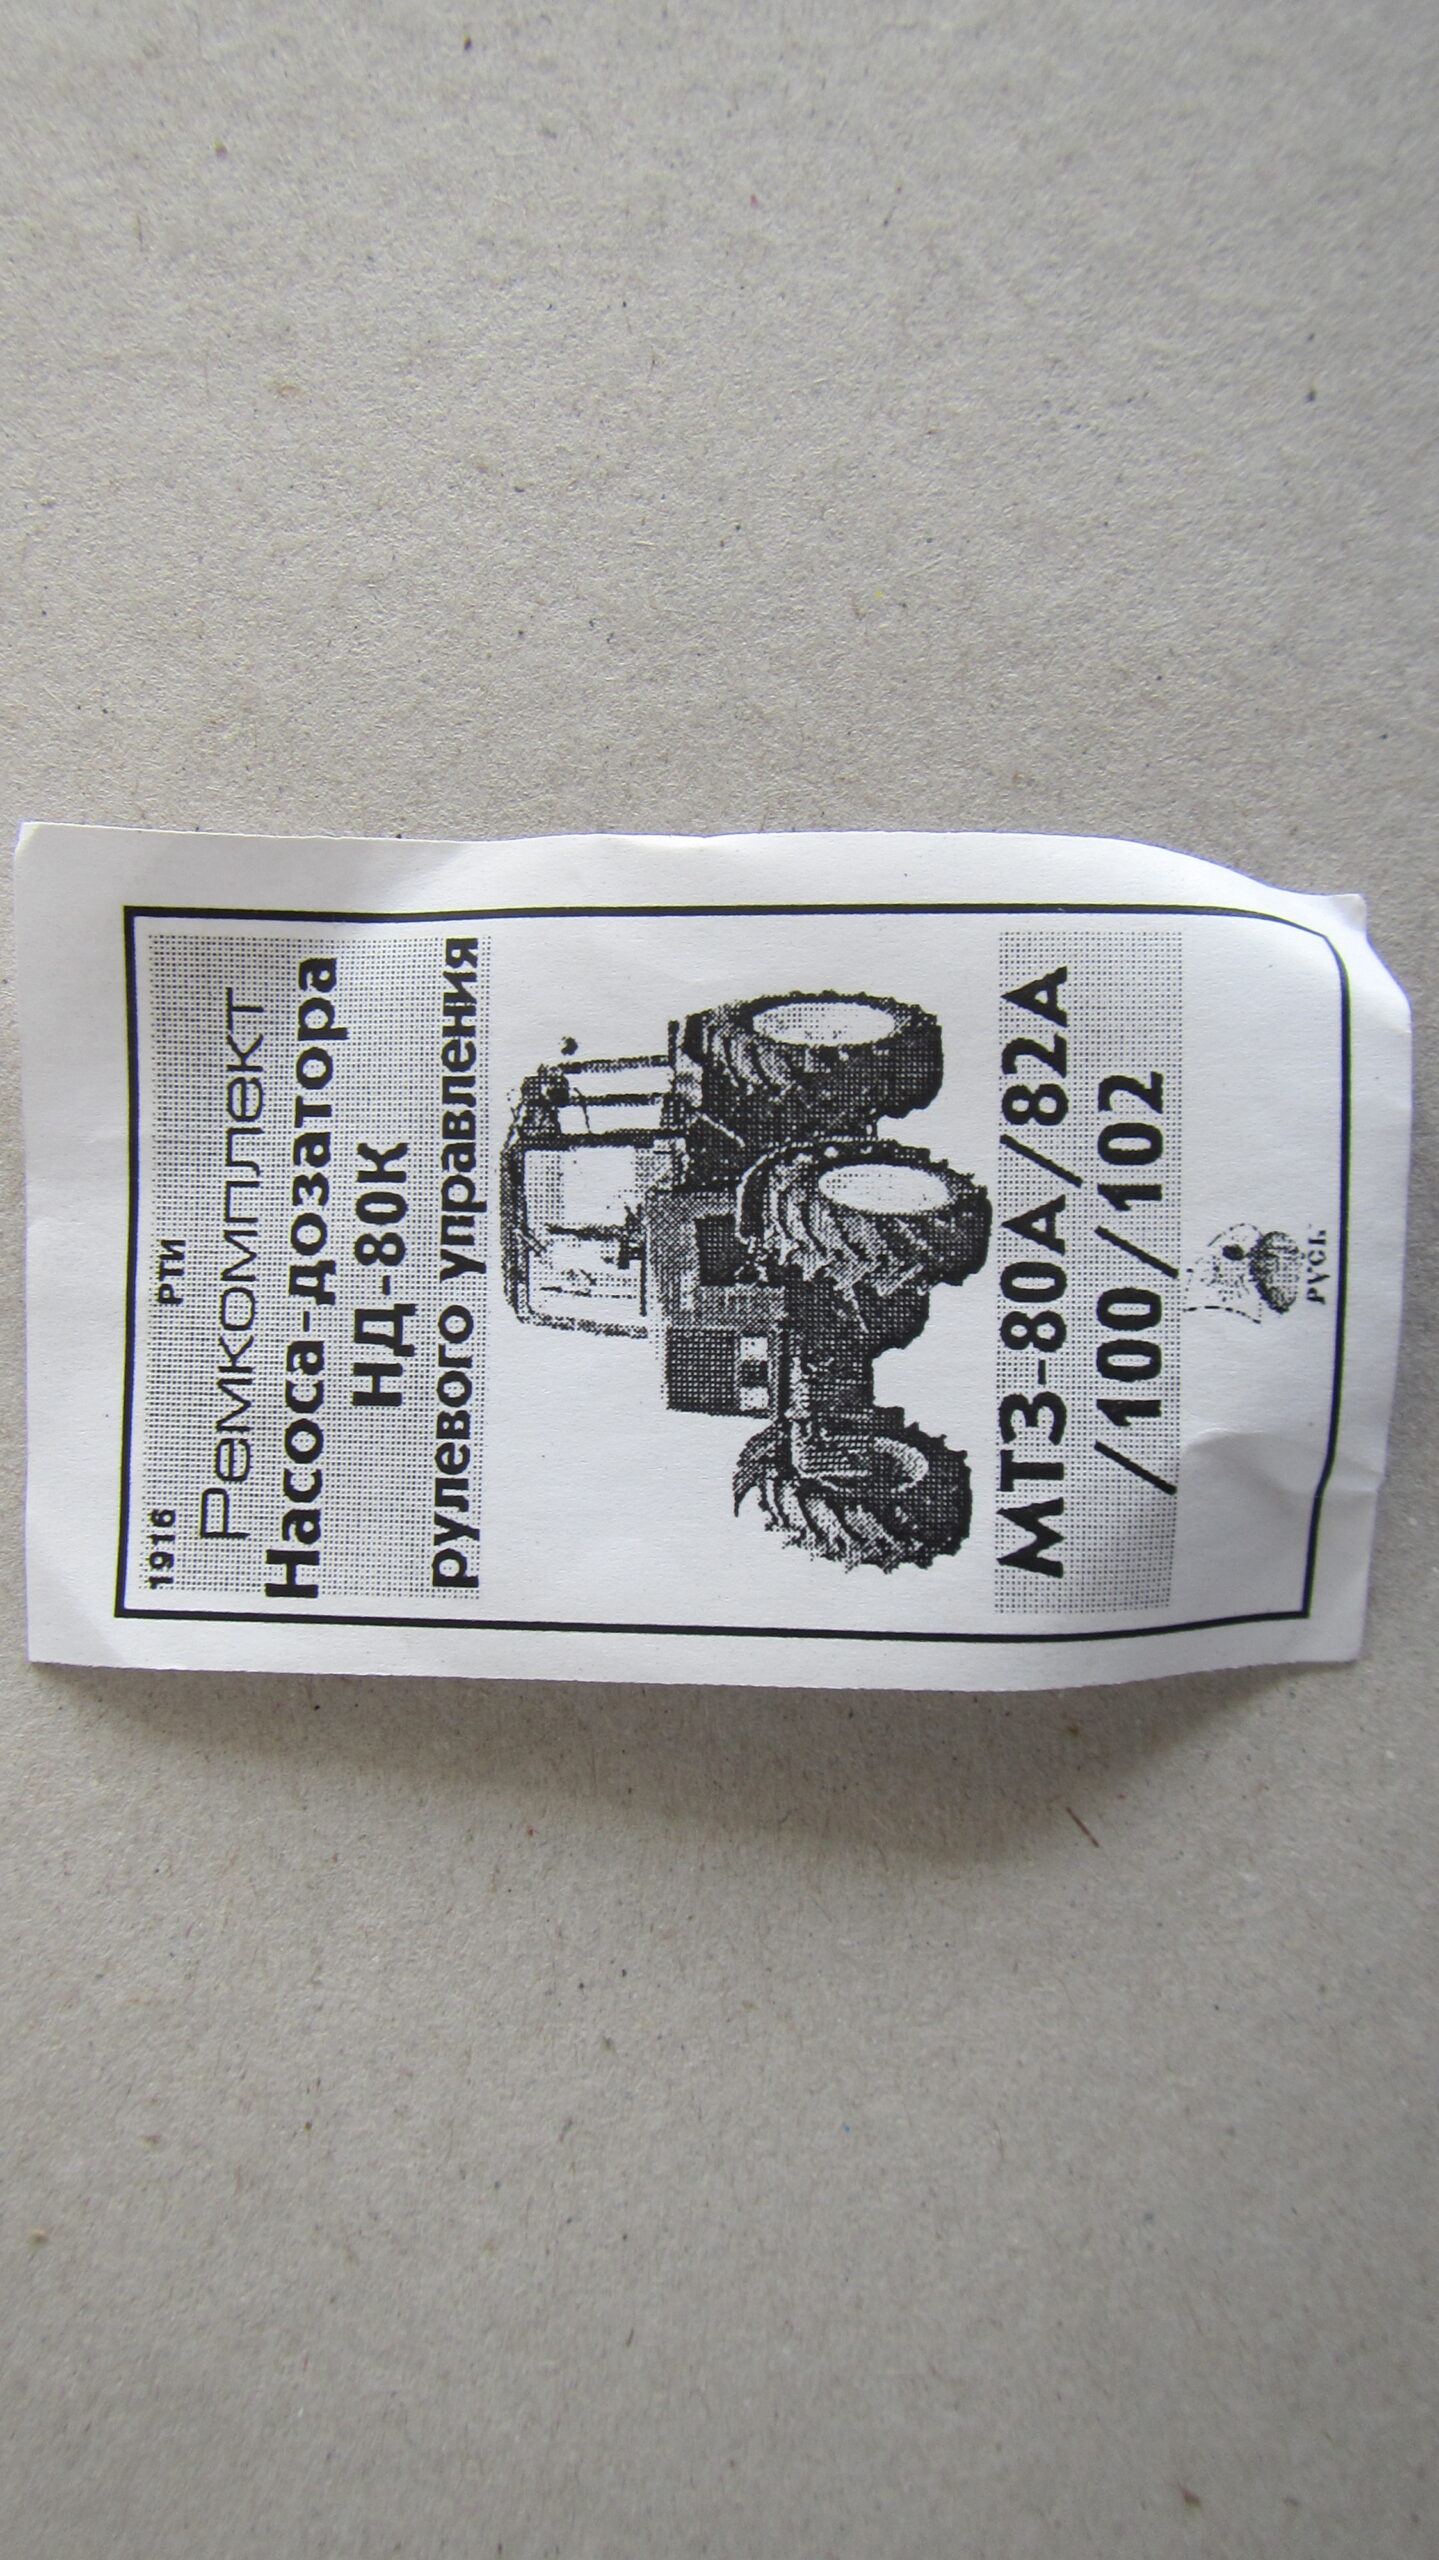 1916 РТИ
Ремкомплект
Насоса-дозатора
НД-80К
рулевого управления
МТЗ-80А/82А
/100/102
РУСЬ